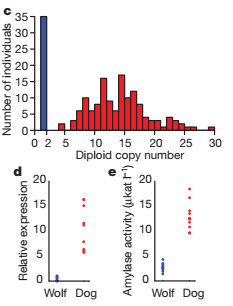 c
Number of individuals
35
30
25
20
15
10
5
0
0 2 5 10 15 20 25 30
Diploid copy number
d
Relative expression
20
15
10
5
0
Wolf Dog
e
Amylase activity (μkat l⁻¹)
20
15
10
5
0
Wolf Dog